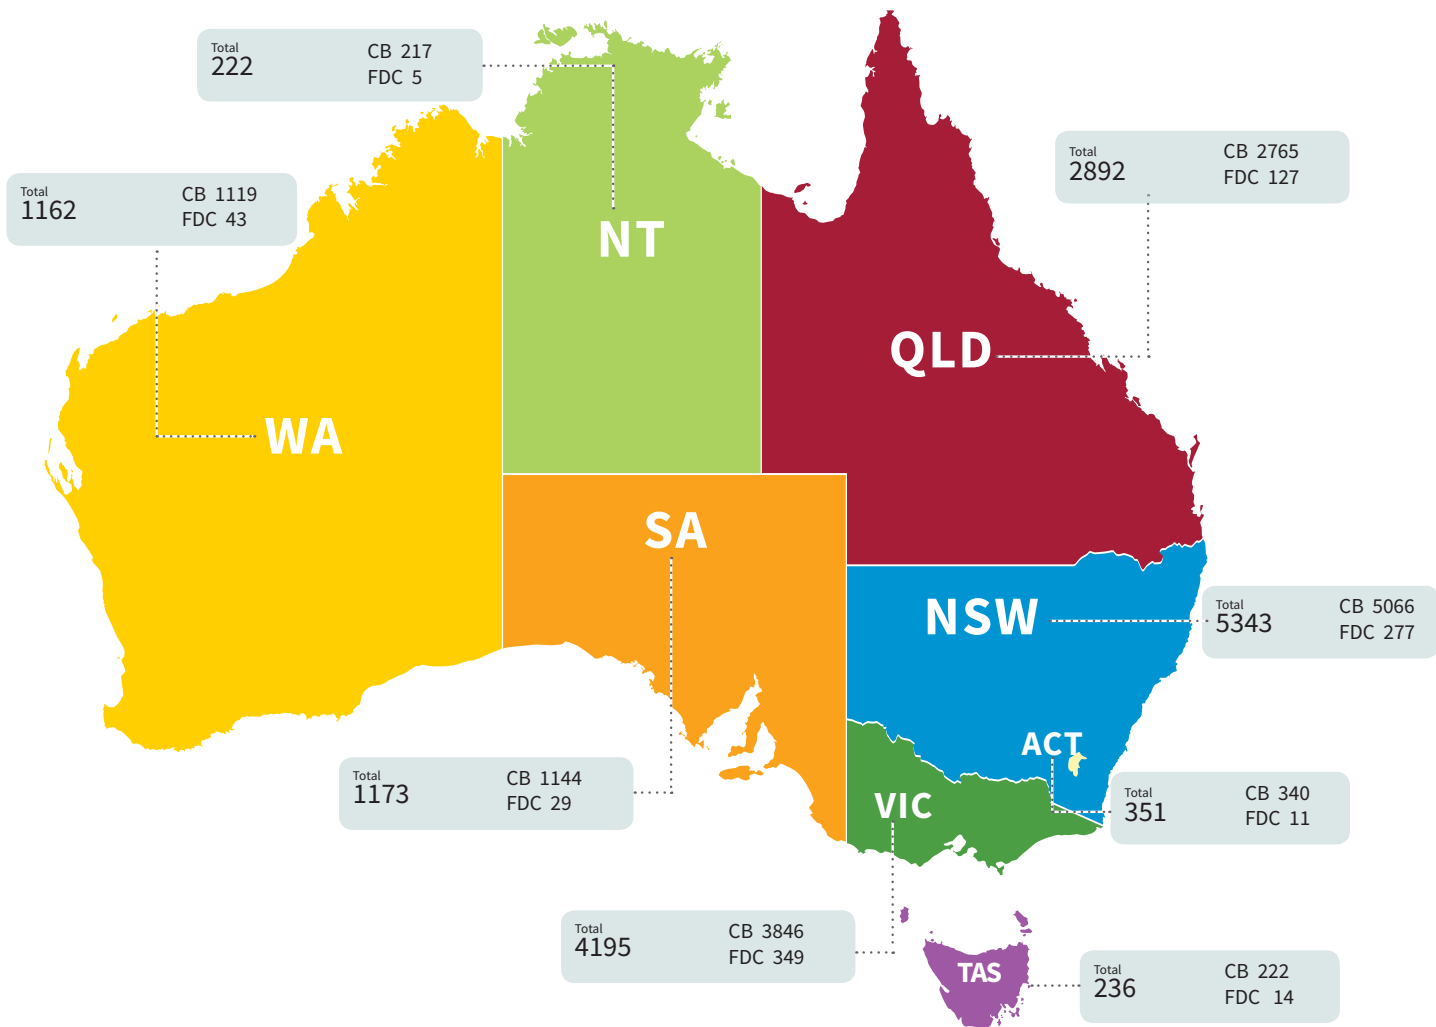 Total
222
CB 217
FDC 5
Total
1162
CB 1119
FDC 43
Total
2892
CB 2765
FDC 127
NT
QLD
WA
SA
NSW
Total
5343
CB 5066
FDC 277
ACT
Total
1173
CB 1144
FDC 29
VIC
Total
351
CB 340
FDC 11
Total
4195
CB 3846
FDC 349
TAS
Total
236
CB 222
FDC 14